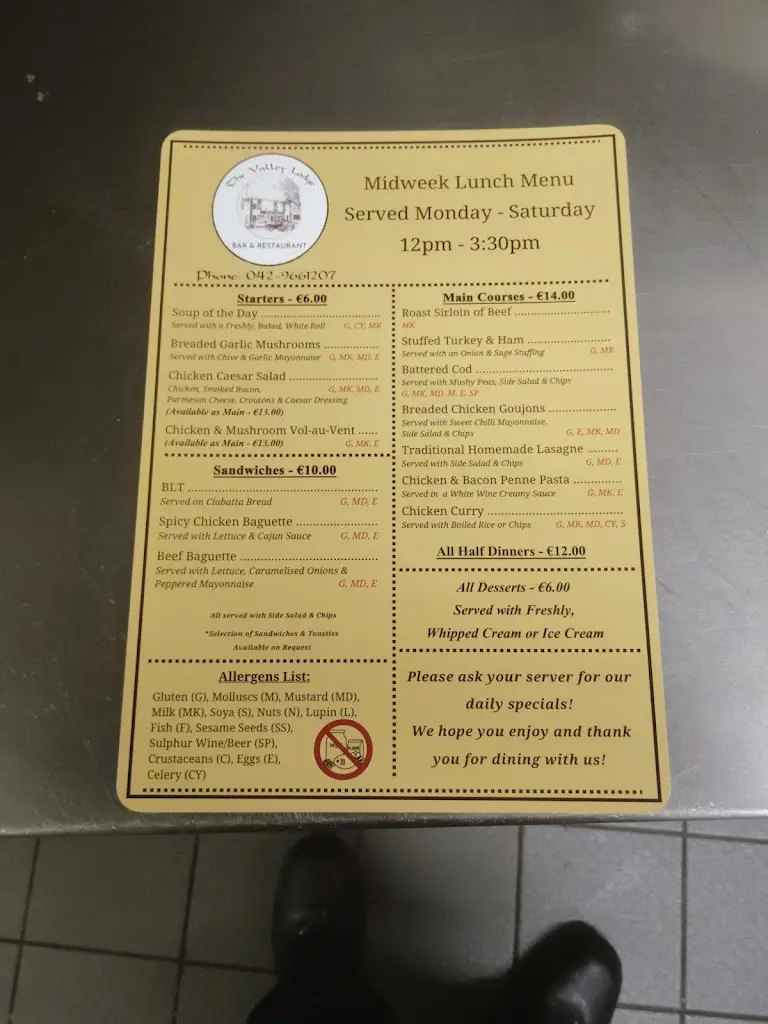 The Valley Lodge
BAR & RESTAURANT
Phone: 042-9661207
Midweek Lunch Menu
Served Monday - Saturday
12pm - 3:30pm
Starters - €6.00
Soup of the Day
Served with a Freshly, Baked, White Roll G, CY, MK
Breaded Garlic Mushrooms
Served with Chive & Garlic Mayonnaise G, MK, MD, E
Chicken Caesar Salad
Chicken, Smoked Bacon, G, MK, MD, E
Parmesan Cheese, Croutons & Caesar Dressing
(Available as Main - €13.00)
Chicken & Mushroom Vol-au-Vent
(Available as Main - €13.00) G, MK, E
Sandwiches - €10.00
BLT
Served on Ciabatta Bread G, MD, E
Spicy Chicken Baguette
Served with Lettuce & Cajun Sauce G, MD, E
Beef Baguette
Served with Lettuce, Caramelised Onions &
Peppered Mayonnaise G, MD, E
All served with Side Salad & Chips
*Selection of Sandwiches & Toasties
Available on Request
Allergens List:
Gluten (G), Molluscs (M), Mustard (MD),
Milk (MK), Soya (S), Nuts (N), Lupin (L),
Fish (F), Sesame Seeds (SS),
Sulphur Wine/Beer (SP),
Crustaceans (C), Eggs (E),
Celery (CY)
Main Courses - €14.00
Roast Sirloin of Beef
MK
Stuffed Turkey & Ham
Served with an Onion & Sage Stuffing G, MK
Battered Cod
Served with Mushy Peas, Side Salad & Chips
G, MK, MD, M, E, SP
Breaded Chicken Goujons
Served with Sweet Chilli Mayonnaise,
Side Salad & Chips G, E, MK, MD
Traditional Homemade Lasagne
Served with Side Salad & Chips G, MD, E
Chicken & Bacon Penne Pasta
Served in a White Wine Creamy Sauce G, MK, E
Chicken Curry
Served with Boiled Rice or Chips G, MK, MD, CY, S
All Half Dinners - €12.00
All Desserts - €6.00
Served with Freshly,
Whipped Cream or Ice Cream
Please ask your server for our
daily specials!
We hope you enjoy and thank
you for dining with us!